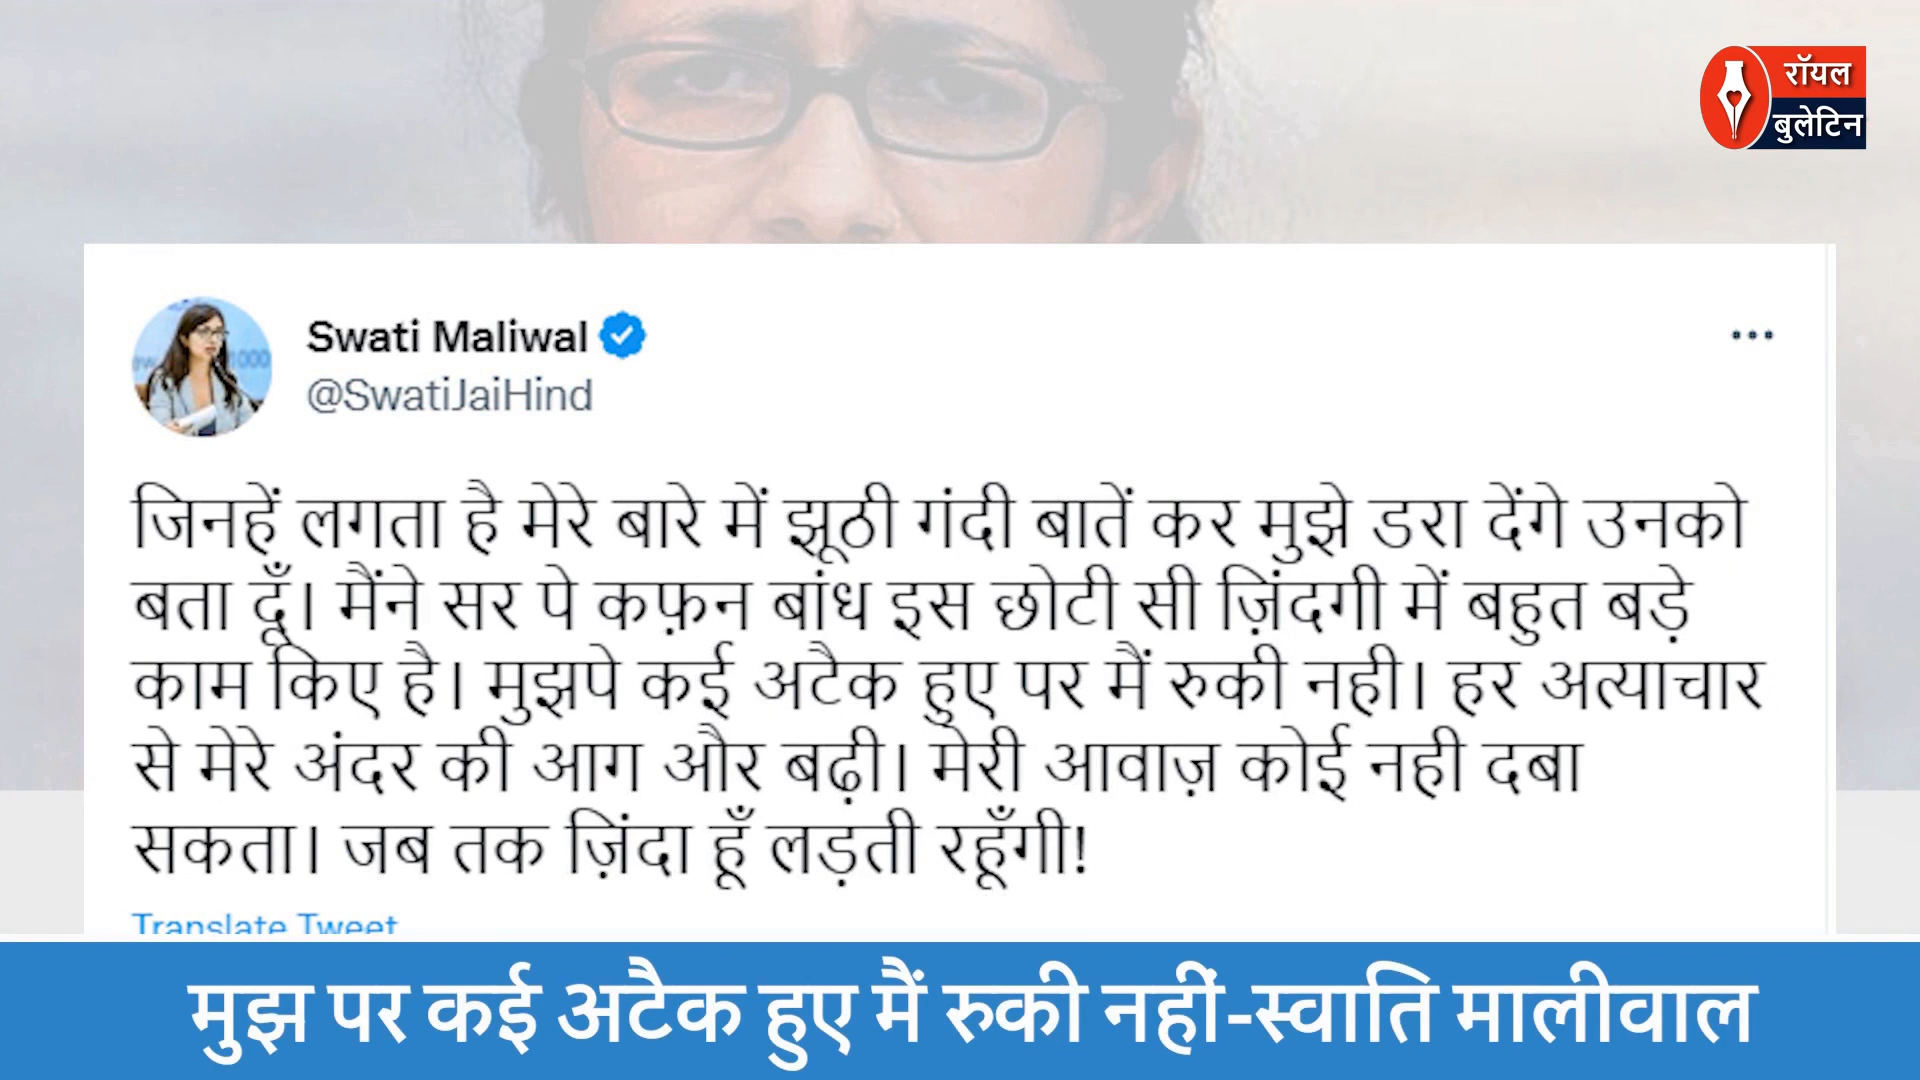 रॉयल
बुलेटिन
Swati Maliwal
@SwatiJaiHind
जिनहें लगता है मेरे बारे में झूठी गंदी बातें कर मुझे डरा देंगे उनको
बता दूँ। मैंने सर पे कफ़न बांध इस छोटी सी ज़िंदगी में बहुत बड़े
काम किए है। मुझपे कई अटैक हुए पर मैं रुकी नही। हर अत्याचार
से मेरे अंदर की आग और बढ़ी। मेरी आवाज़ कोई नही दबा
सकता। जब तक ज़िंदा हूँ लड़ती रहूँगी!
Translate Tweet
मुझ पर कई अटैक हुए मैं रुकी नहीं-स्वाति मालीवाल